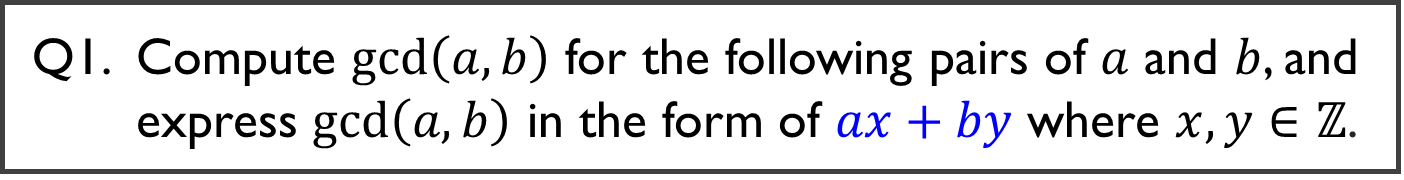 Q1. Compute gcd(a, b) for the following pairs of a and b, and
express gcd(a, b) in the form of ax + by where x, y ∈ ℤ.